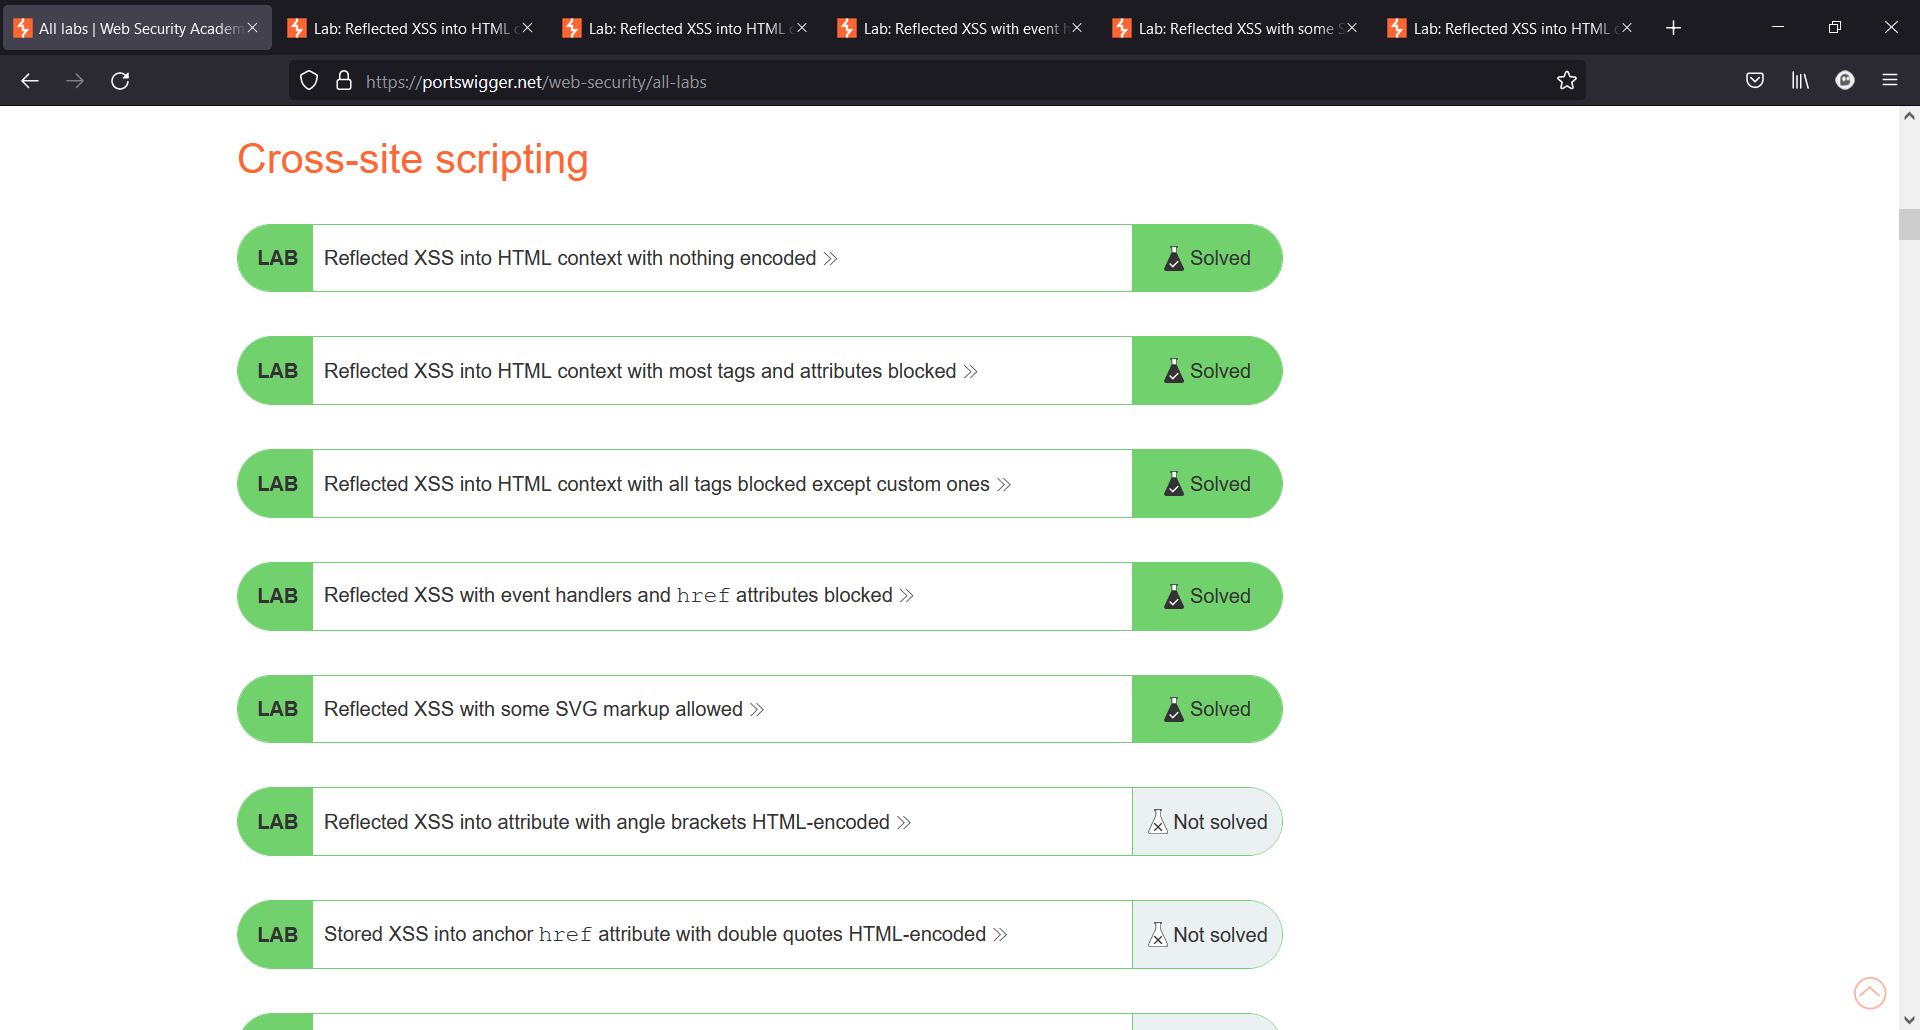 All labs | Web Security Academ
Lab: Reflected XSS into HTML c
Lab: Reflected XSS into HTML c
Lab: Reflected XSS with event h
Lab: Reflected XSS with some S
Lab: Reflected XSS into HTML c
https://portswigger.net/web-security/all-labs
Cross-site scripting
LAB Reflected XSS into HTML context with nothing encoded Solved
LAB Reflected XSS into HTML context with most tags and attributes blocked Solved
LAB Reflected XSS into HTML context with all tags blocked except custom ones Solved
LAB Reflected XSS with event handlers and href attributes blocked Solved
LAB Reflected XSS with some SVG markup allowed Solved
LAB Reflected XSS into attribute with angle brackets HTML-encoded Not solved
LAB Stored XSS into anchor href attribute with double quotes HTML-encoded Not solved